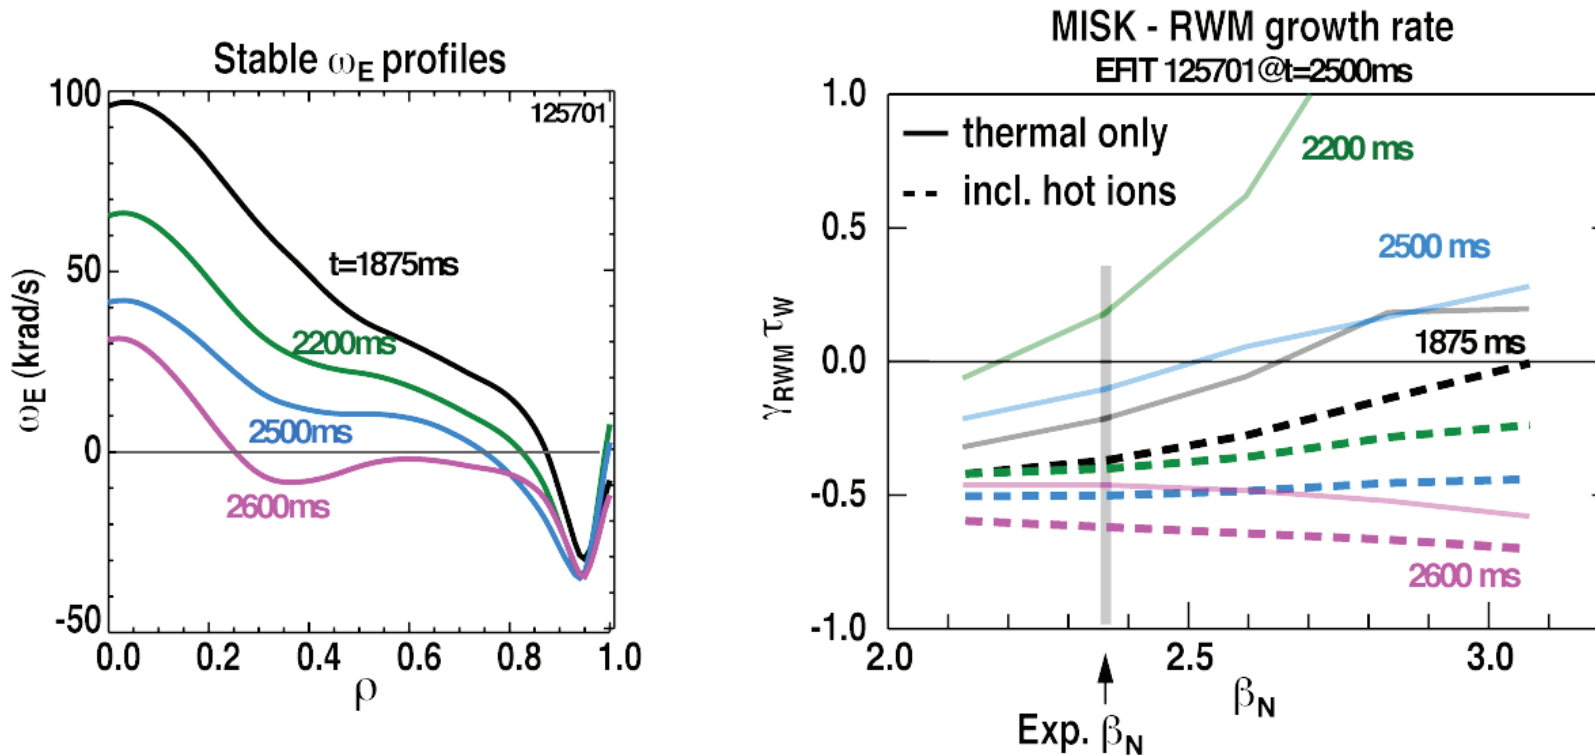 Stable ωE profiles
125701
100
50
0
-50
ωE (krad/s)
t=1875ms
2200ms
2500ms
2600ms
0.0 0.2 0.4 0.6 0.8 1.0
ρ
MISK - RWM growth rate
EFIT 125701@t=2500ms
1.0
0.5
0.0
-0.5
-1.0
γRWM τW
thermal only
incl. hot ions
2200 ms
2500 ms
1875 ms
2600 ms
2.0 2.5 3.0
βN
Exp. βN